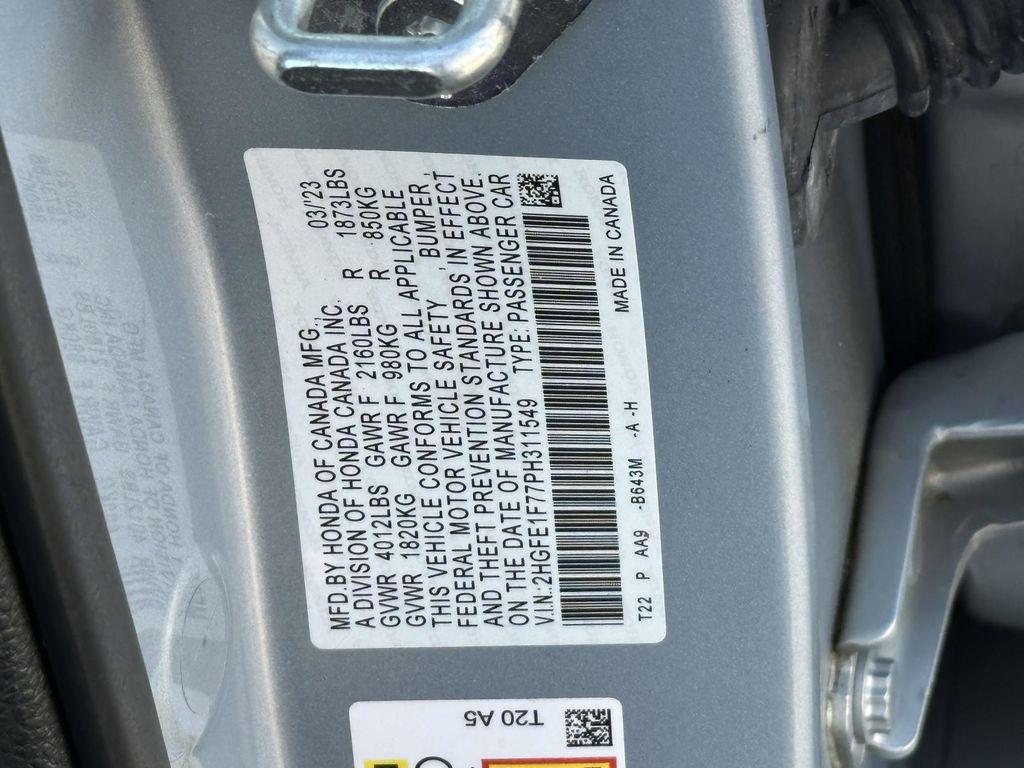 MFD.BY HONDA OF CANADA MFG., 03/'23
A DIVISION OF HONDA CANADA INC.
GVWR 4012LBS GAWR F 2160LBS R 1873LBS
GVWR 1820KG GAWR F 980KG R 850KG
THIS VEHICLE CONFORMS TO ALL APPLICABLE
FEDERAL MOTOR VEHICLE SAFETY, BUMPER,
AND THEFT PREVENTION STANDARDS IN EFFECT
ON THE DATE OF MANUFACTURE SHOWN ABOVE.
V.I.N.:2HGFE1F77PH311549 TYPE: PASSENGER CAR
T22 P AA9 -B643M -A -H MADE IN CANADA
T20 A5